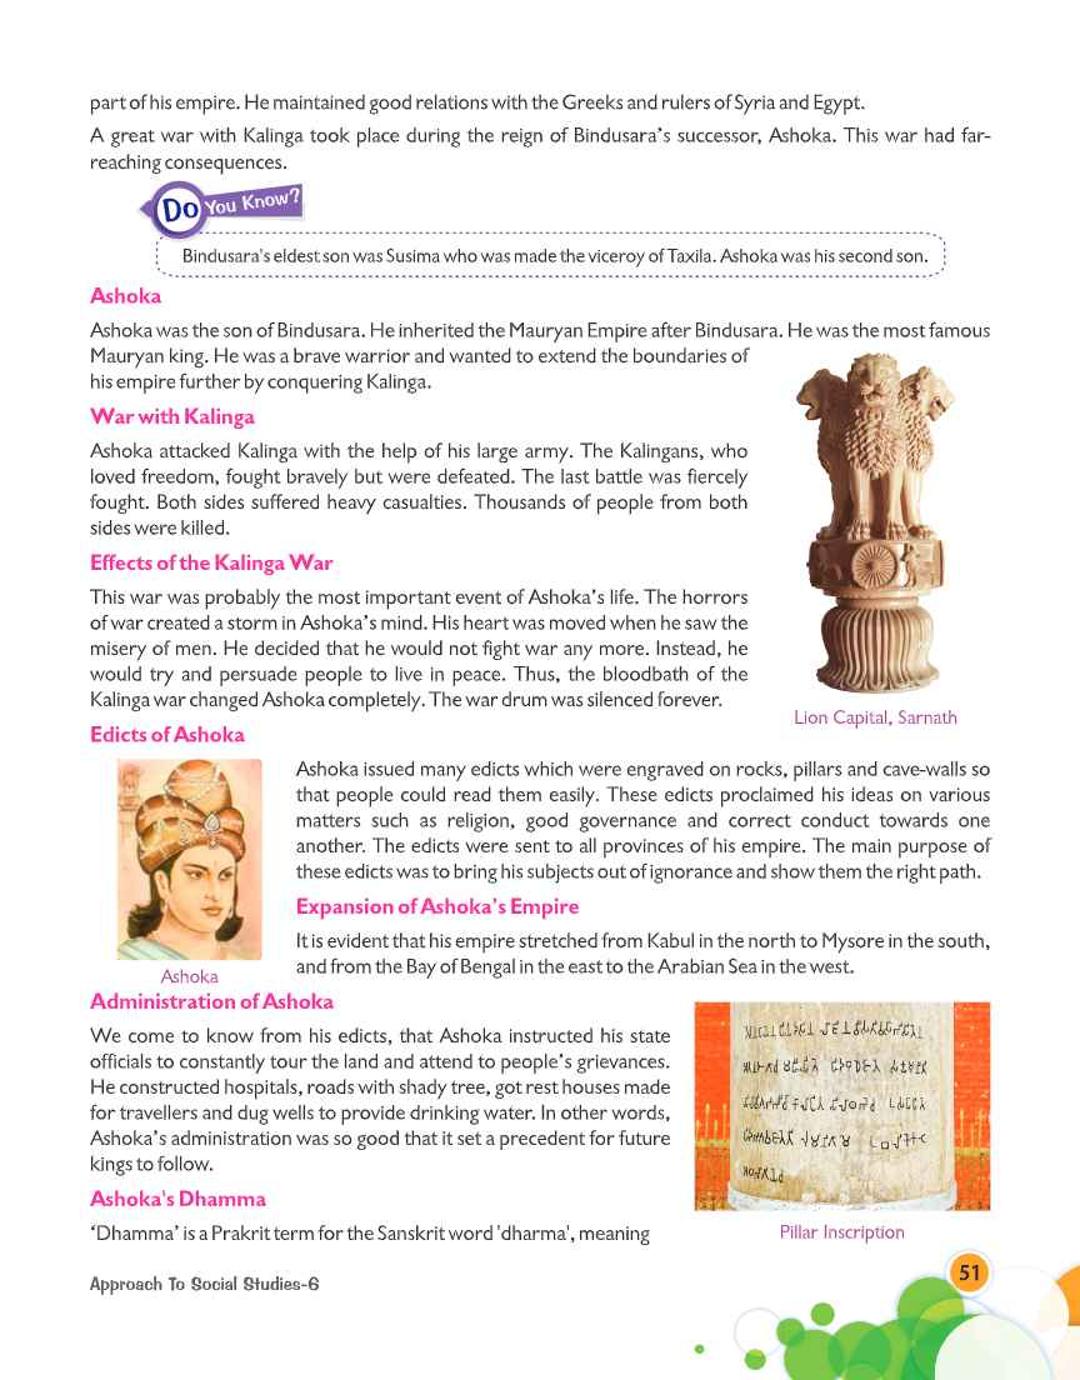 part of his empire. He maintained good relations with the Greeks and rulers of Syria and Egypt.
A great war with Kalinga took place during the reign of Bindusara's successor, Ashoka. This war had far-
reaching consequences.
Do You Know?
Bindusara's eldest son was Susima who was made the viceroy of Taxila. Ashoka was his second son.
Ashoka
Ashoka was the son of Bindusara. He inherited the Mauryan Empire after Bindusara. He was the most famous
Mauryan king. He was a brave warrior and wanted to extend the boundaries of
his empire further by conquering Kalinga.
War with Kalinga
Ashoka attacked Kalinga with the help of his large army. The Kalingans, who
loved freedom, fought bravely but were defeated. The last battle was fiercely
fought. Both sides suffered heavy casualties. Thousands of people from both
sides were killed.
Effects of the Kalinga War
This war was probably the most important event of Ashoka's life. The horrors
of war created a storm in Ashoka's mind. His heart was moved when he saw the
misery of men. He decided that he would not fight war any more. Instead, he
would try and persuade people to live in peace. Thus, the bloodbath of the
Kalinga war changed Ashoka completely. The war drum was silenced forever.
Lion Capital, Sarnath
Edicts of Ashoka
Ashoka issued many edicts which were engraved on rocks, pillars and cave-walls so
that people could read them easily. These edicts proclaimed his ideas on various
matters such as religion, good governance and correct conduct towards one
another. The edicts were sent to all provinces of his empire. The main purpose of
these edicts was to bring his subjects out of ignorance and show them the right path.
Expansion of Ashoka's Empire
It is evident that his empire stretched from Kabul in the north to Mysore in the south,
and from the Bay of Bengal in the east to the Arabian Sea in the west.
Ashoka
Administration of Ashoka
We come to know from his edicts, that Ashoka instructed his state
officials to constantly tour the land and attend to people's grievances.
He constructed hospitals, roads with shady tree, got rest houses made
for travellers and dug wells to provide drinking water. In other words,
Ashoka's administration was so good that it set a precedent for future
kings to follow.
Ashoka's Dhamma
'Dhamma' is a Prakrit term for the Sanskrit word 'dharma', meaning
Pillar Inscription
Approach To Social Studies-6
51